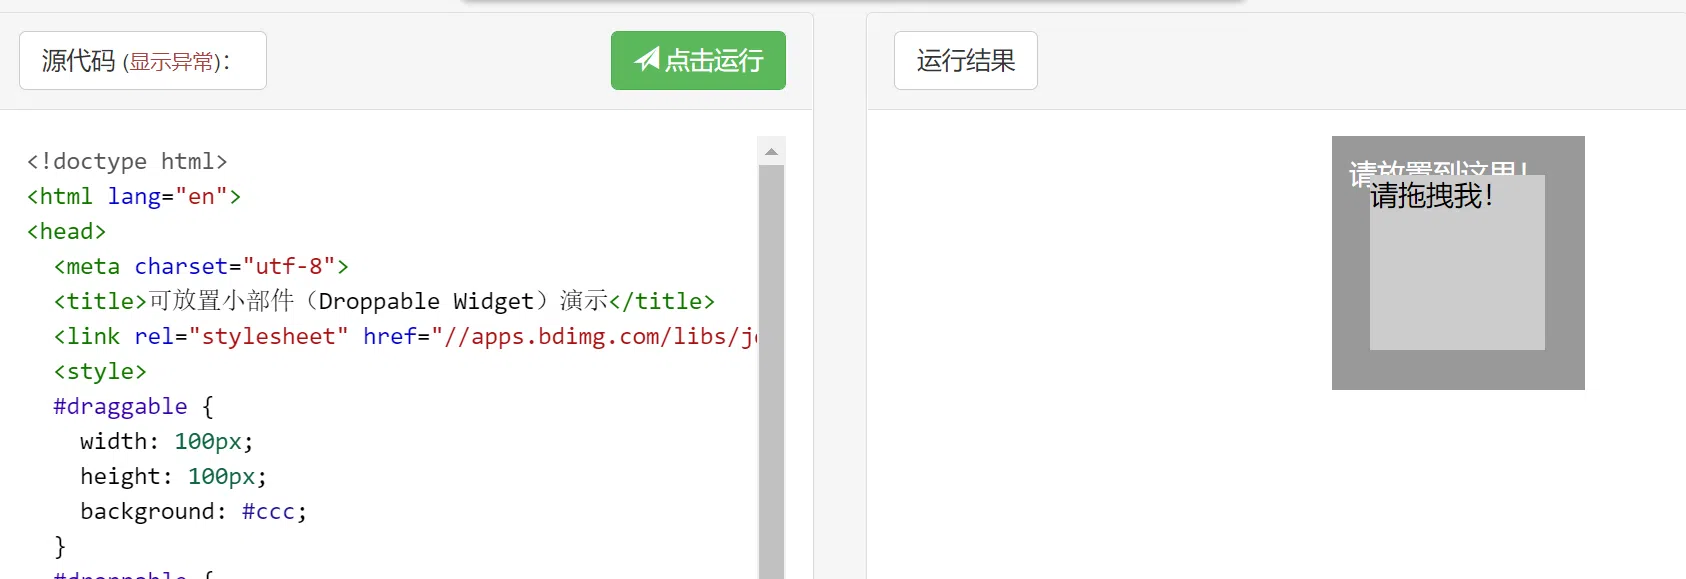 源代码 (显示异常)：
点击运行
运行结果
<!doctype html>
<html lang="en">
<head>
<meta charset="utf-8">
<title>可放置小部件（Droppable Widget）演示</title>
<link rel="stylesheet" href="//apps.bdimg.com/libs/j
<style>
#draggable {
width: 100px;
height: 100px;
background: #ccc;
}
#droppable {
请放置到这里！
请拖拽我！